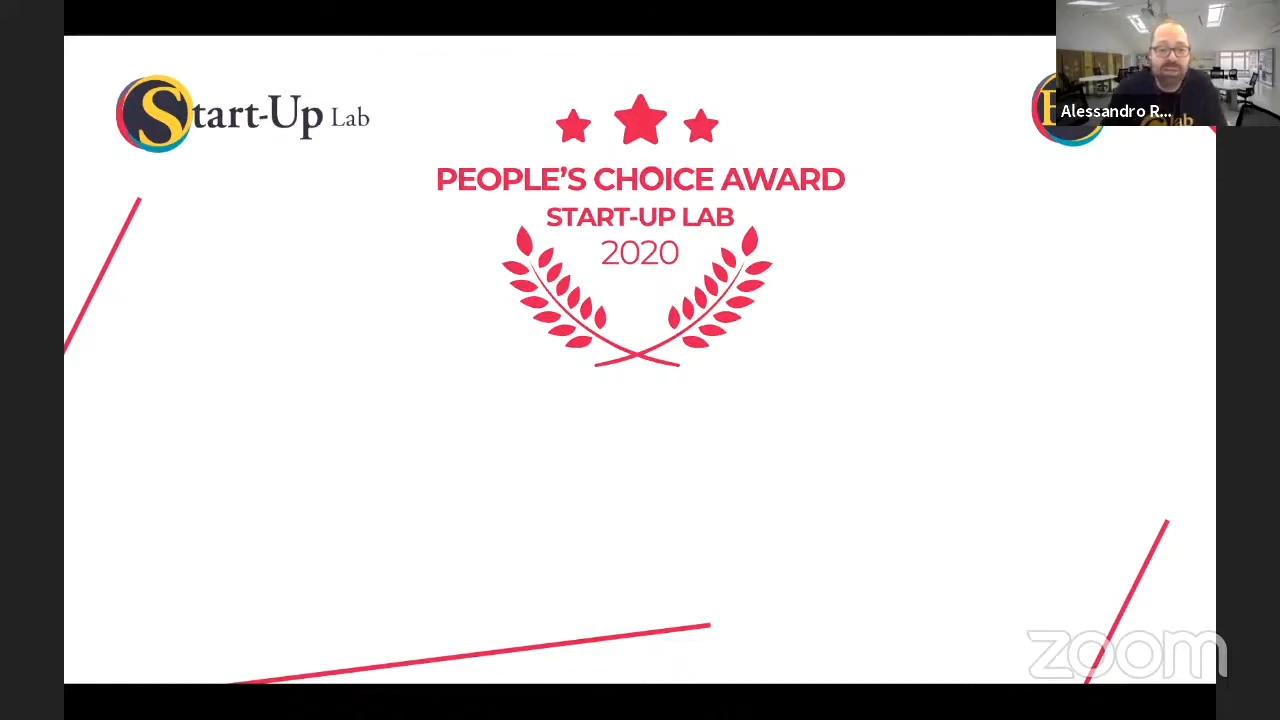 Start-Up Lab
Alessandro R...
PEOPLE'S CHOICE AWARD
START-UP LAB
2020
zoom